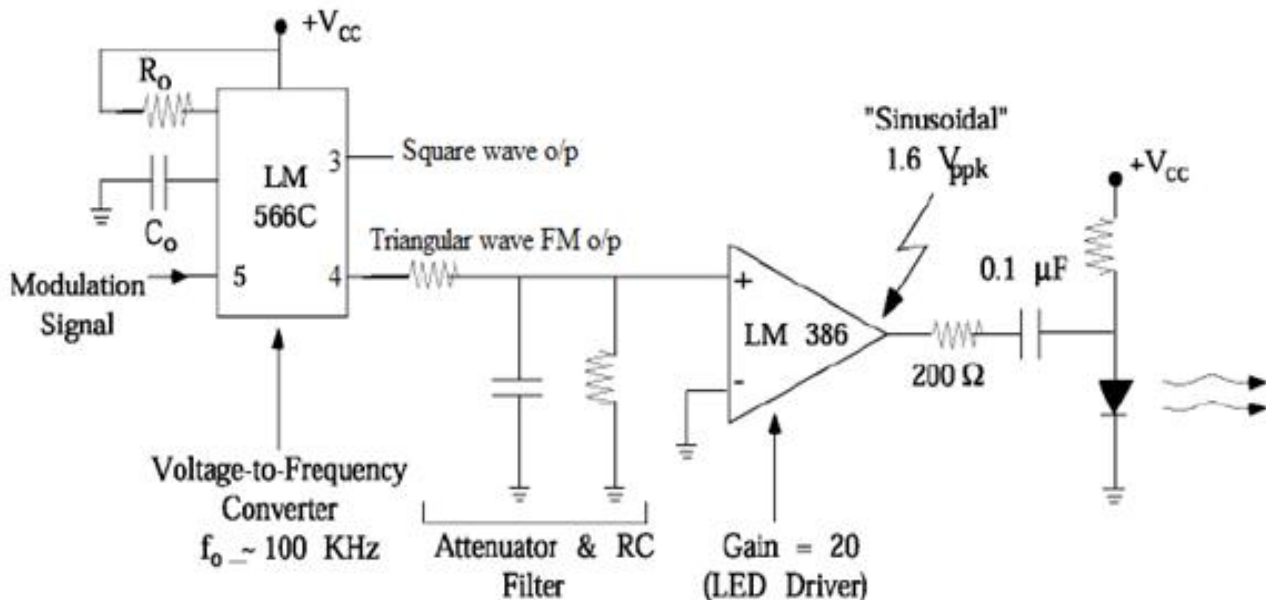 +Vcc
Ro
"Sinusoidal"
1.6 Vppk
+Vcc
3
Square wave o/p
LM
566C
Co
Triangular wave FM o/p
0.1 μF
Modulation
Signal
5
4
+
LM 386
-
200 Ω
Voltage-to-Frequency
Converter
fo _~ 100 KHz
Attenuator & RC
Filter
Gain = 20
(LED Driver)